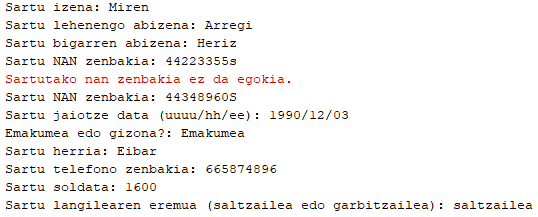 Sartu izena: Miren
Sartu lehenengo abizena: Arregi
Sartu bigarren abizena: Heriz
Sartu NAN zenbakia: 44223355s
Sartutako nan zenbakia ez da egokia.
Sartu NAN zenbakia: 44348960S
Sartu jaiotze data (uuuu/hh/ee): 1990/12/03
Emakumea edo gizona?: Emakumea
Sartu herria: Eibar
Sartu telefono zenbakia: 665874896
Sartu soldata: 1600
Sartu langilearen eremua (saltzailea edo garbitzailea): saltzailea